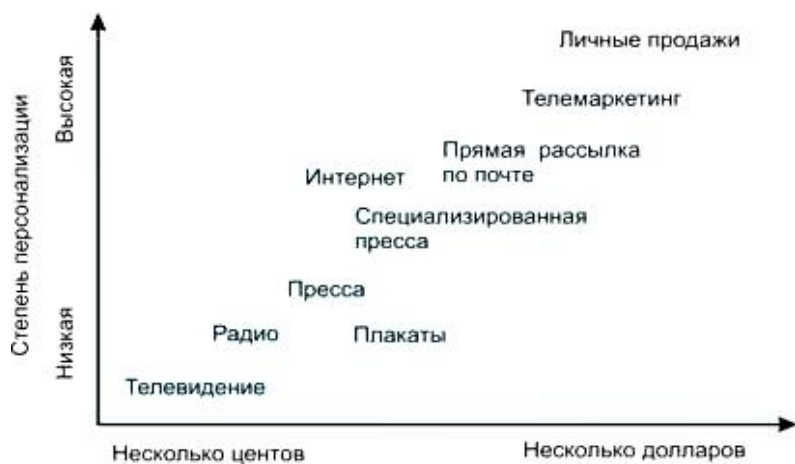 Личные продажи
Телемаркетинг
Прямая рассылка
по почте
Интернет
Специализированная
пресса
Пресса
Радио
Плакаты
Телевидение
Степень персонализации
Высокая
Низкая
Несколько центов
Несколько долларов